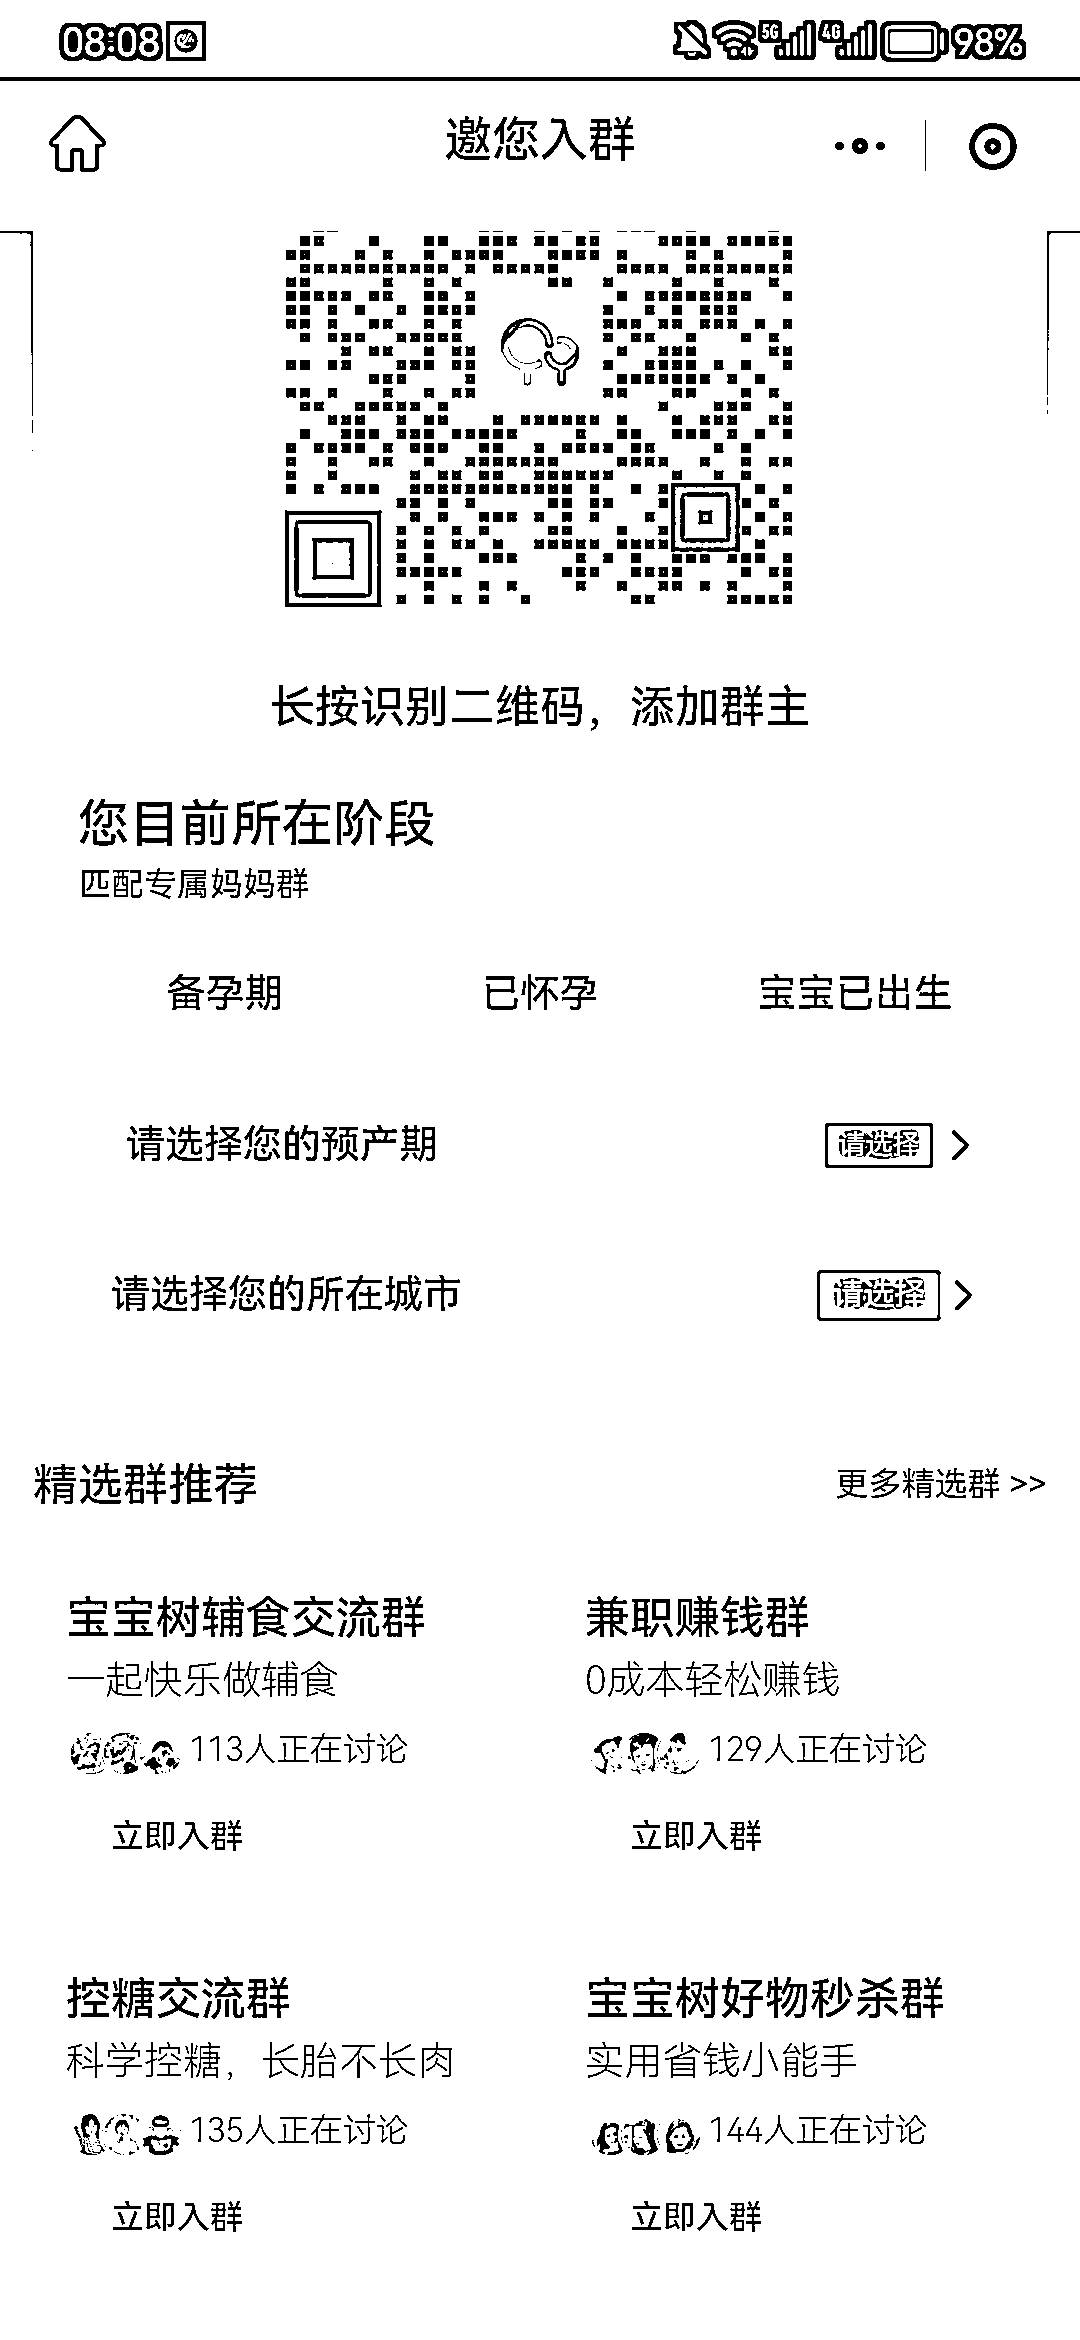 08:08 5G 4G 98%
邀您入群
长按识别二维码，添加群主
您目前所在阶段
匹配专属妈妈群
备孕期 已怀孕 宝宝已出生
请选择您的预产期 请选择 >
请选择您的所在城市 请选择 >
精选群推荐 更多精选群 >>
宝宝树辅食交流群 兼职赚钱群
一起快乐做辅食 0成本轻松赚钱
113人正在讨论 129人正在讨论
立即入群 立即入群
控糖交流群 宝宝树好物秒杀群
科学控糖，长胎不长肉 实用省钱小能手
135人正在讨论 144人正在讨论
立即入群 立即入群